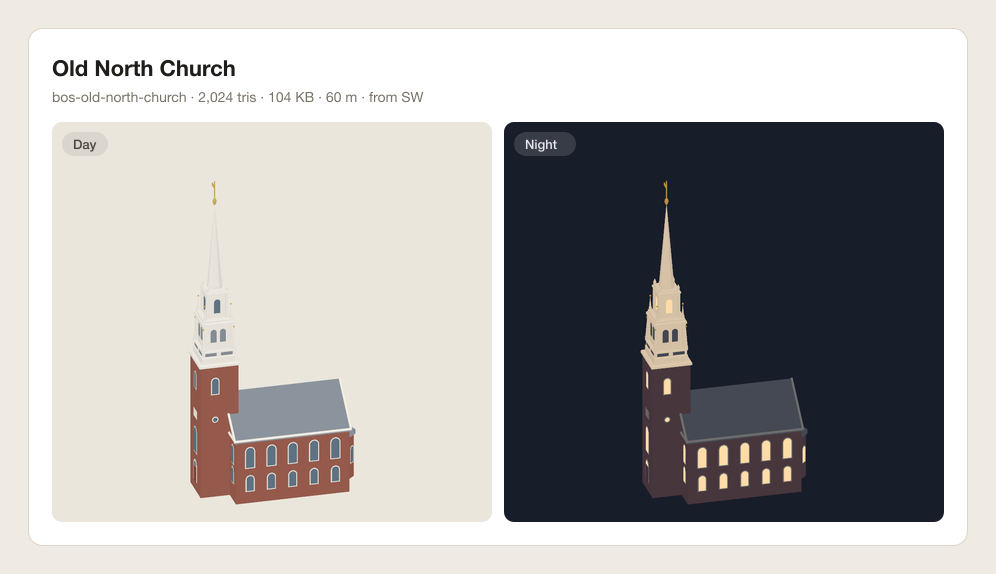 Old North Church
bos-old-north-church · 2,024 tris · 104 KB · 60 m · from SW
Day
Night